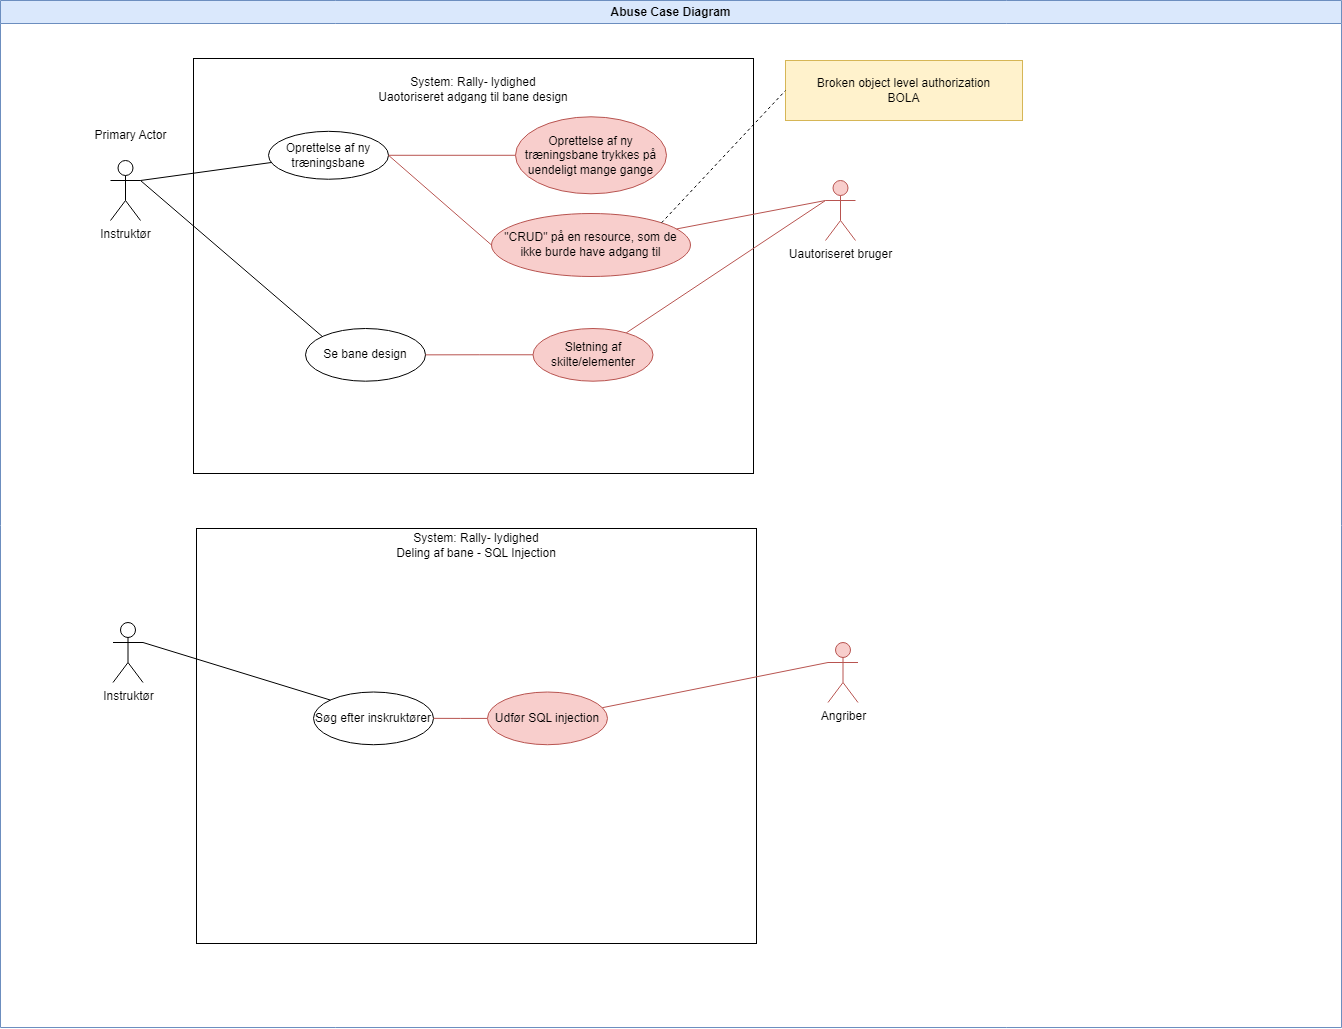 Abuse Case Diagram
System: Rally- lydighed
Uaotoriseret adgang til bane design
Broken object level authorization
BOLA
Primary Actor
Instruktør
Oprettelse af ny
træningsbane
Oprettelse af ny
træningsbane trykkes på
uendeligt mange gange
"CRUD" på en resource, som de
ikke burde have adgang til
Uautoriseret bruger
Se bane design
Sletning af
skilte/elementer
System: Rally- lydighed
Deling af bane - SQL Injection
Instruktør
Søg efter inskruktører
Udfør SQL injection
Angriber